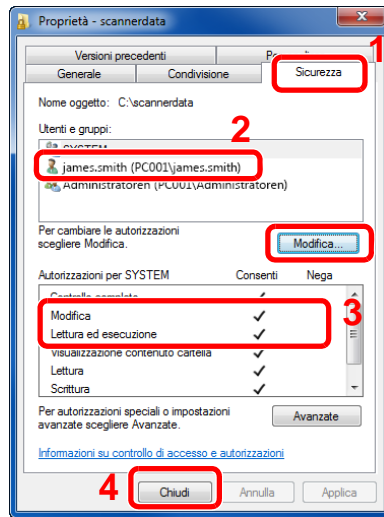 Proprietà - scannerdata
1
Versioni precedenti
Generale
Condivisione
Sicurezza
Nome oggetto: C:\scannerdata
Utenti e gruppi:
2
SYSTEM
james.smith (PC001\james.smith)
Administratoren (PC001\Administratoren)
Per cambiare le autorizzazioni
scegliere Modifica.
Modifica...
Autorizzazioni per SYSTEM Consenti Nega
Controllo completo
3
Modifica
Lettura ed esecuzione
Visualizzazione contenuto cartella
Lettura
Scrittura
Per autorizzazioni speciali o impostazioni
avanzate scegliere Avanzate.
Avanzate
Informazioni su controllo di accesso e autorizzazioni
4
Chiudi
Annulla
Applica